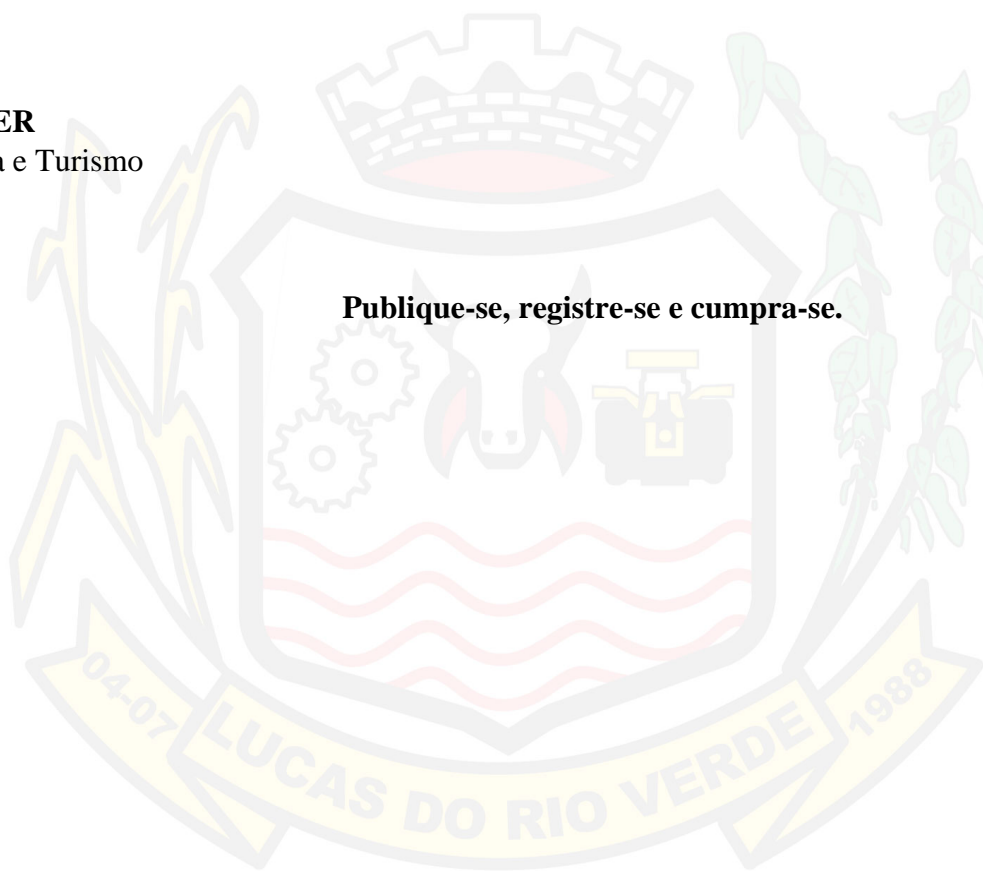 ER
a e Turismo
Publique-se, registre-se e cumpra-se.
04-07 LUCAS DO RIO VERDE 1988